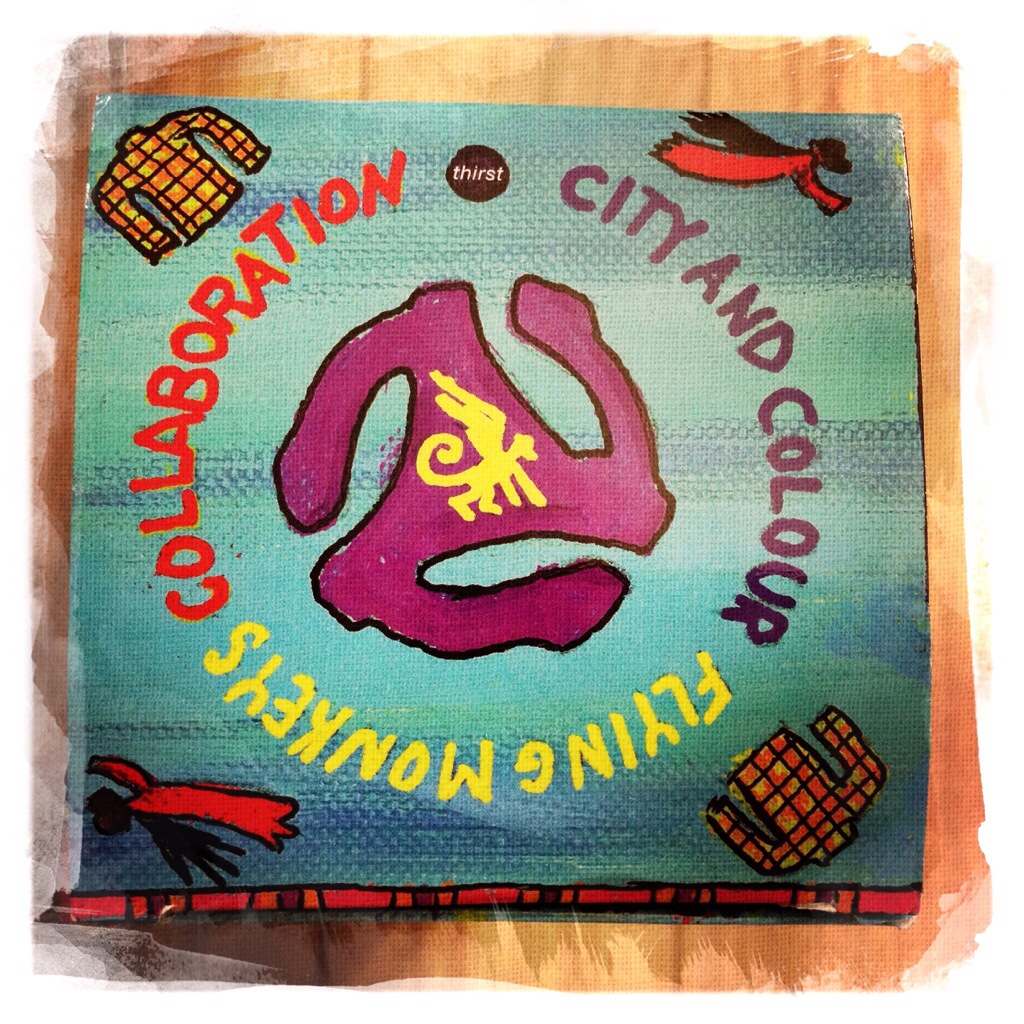 thirst
CITY AND COLOUR
FLYING MONKEYS
COLLABORATION